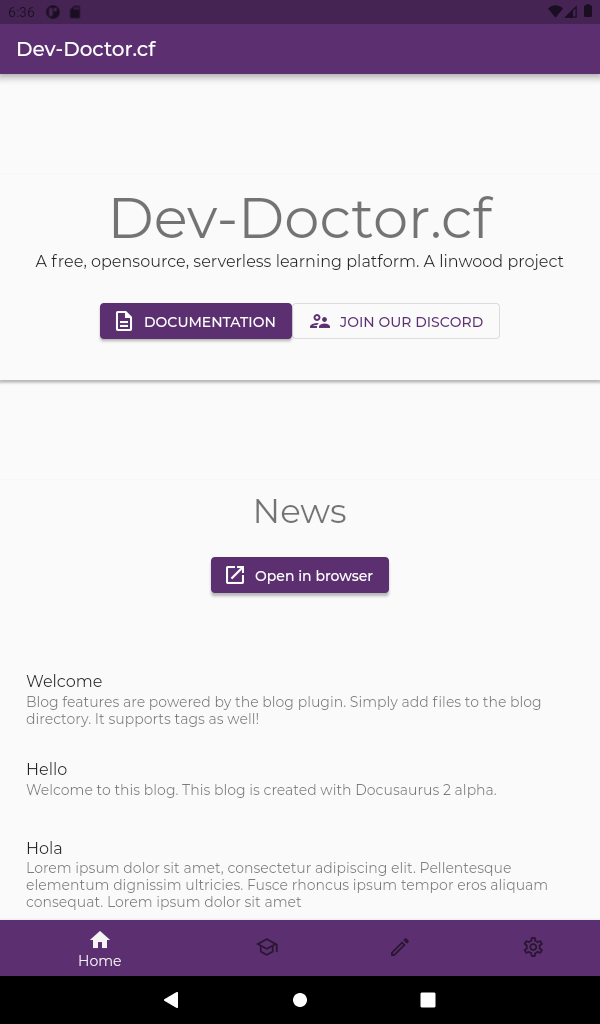 6:36
Dev-Doctor.cf
Dev-Doctor.cf
A free, opensource, serverless learning platform. A linwood project
DOCUMENTATION
JOIN OUR DISCORD
News
Open in browser
Welcome
Blog features are powered by the blog plugin. Simply add files to the blog
directory. It supports tags as well!
Hello
Welcome to this blog. This blog is created with Docusaurus 2 alpha.
Hola
Lorem ipsum dolor sit amet, consectetur adipiscing elit. Pellentesque
elementum dignissim ultricies. Fusce rhoncus ipsum tempor eros aliquam
consequat. Lorem ipsum dolor sit amet
Home